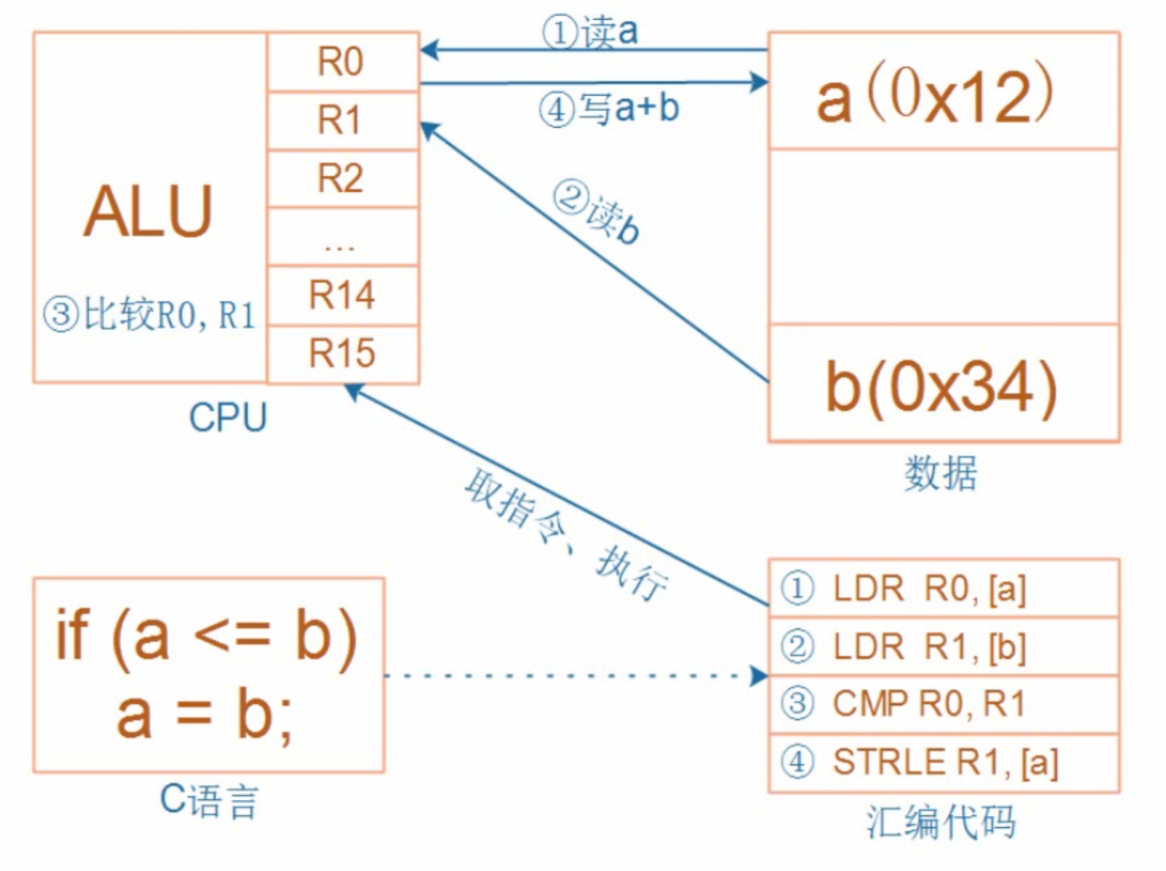 ①读a
④写a+b
②读b
R0
R1
R2
...
R14
R15
ALU
③比较R0, R1
CPU
a(0x12)
b(0x34)
数据
取指令、执行
if (a <= b)
a = b;
C语言
① LDR R0, [a]
② LDR R1, [b]
③ CMP R0, R1
④ STRLE R1, [a]
汇编代码